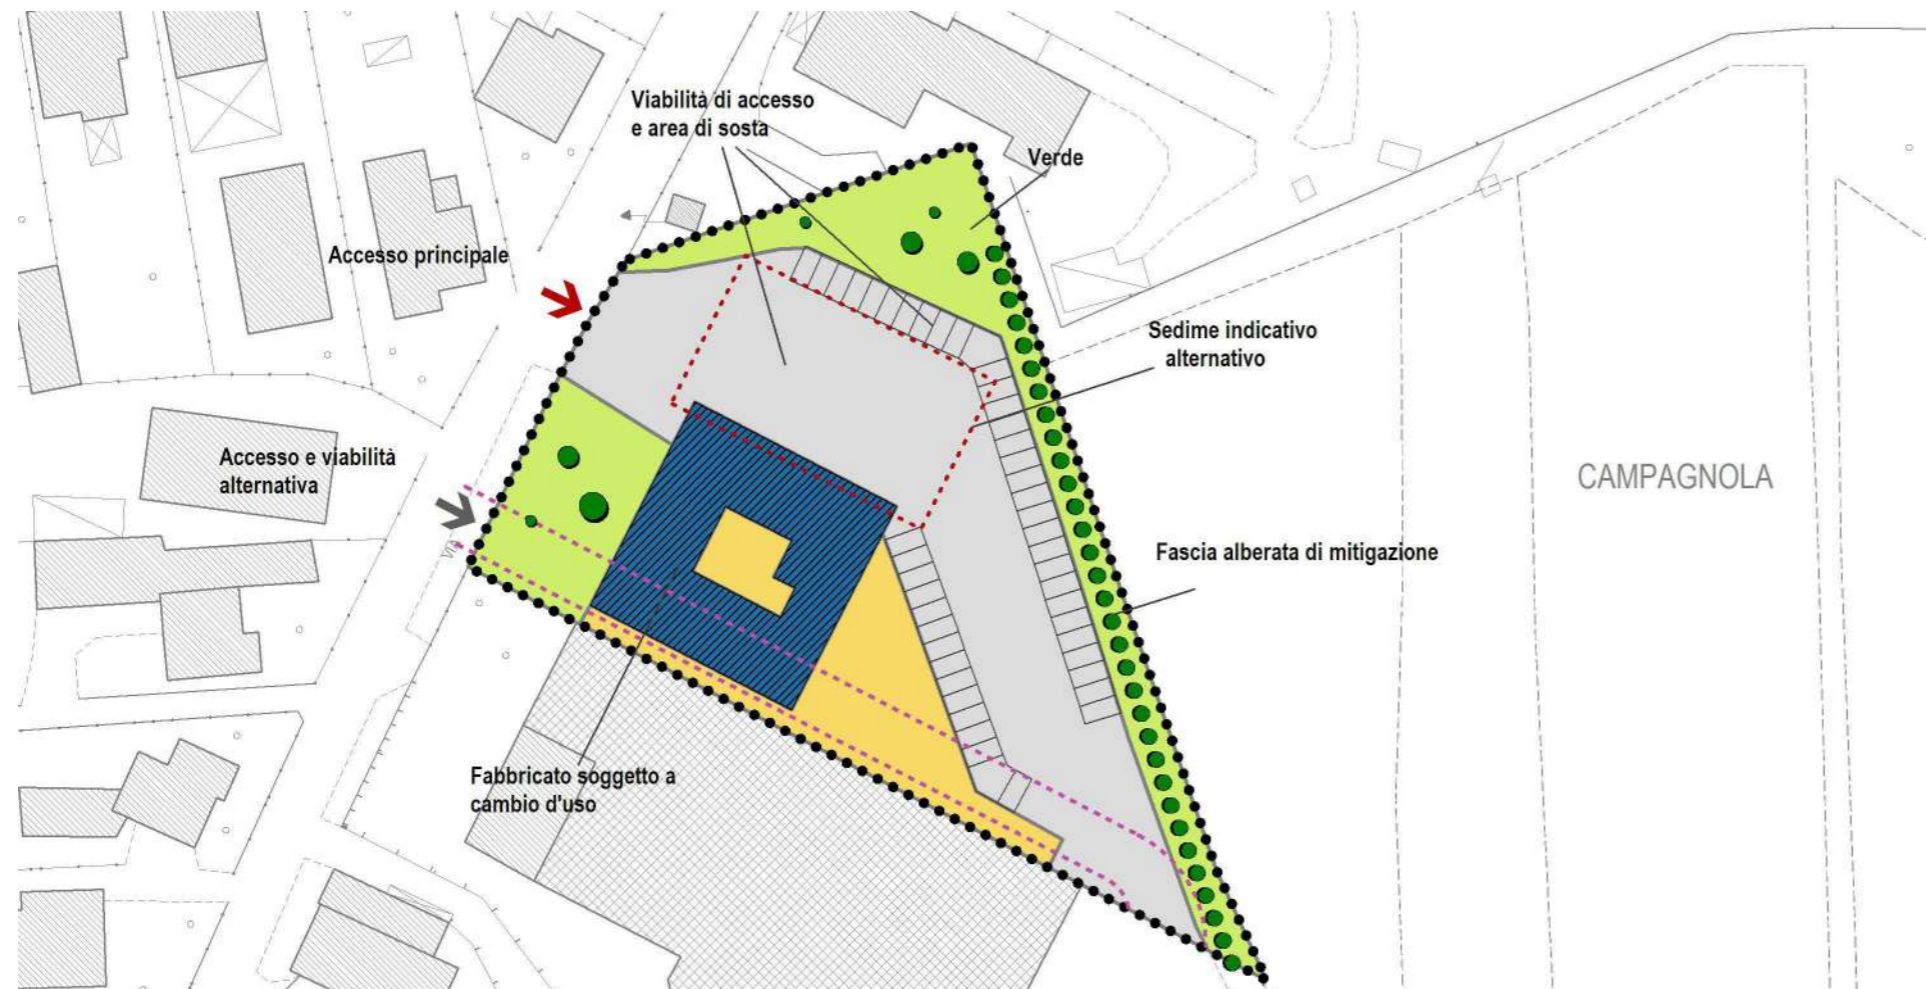 Viabilità di accesso
e area di sosta
Verde
Accesso principale
Sedime indicativo
alternativo
Accesso e viabilità
alternativa
CAMPAGNOLA
VIA
Fascia alberata di mitigazione
Fabbricato soggetto a
cambio d'uso